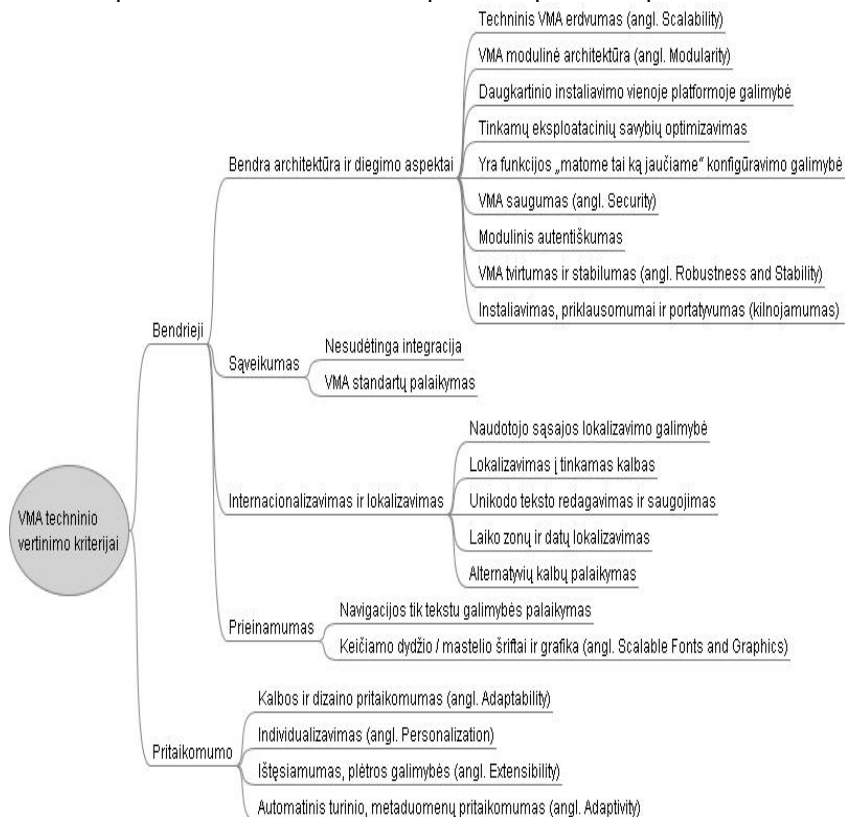 Techninis VMA erdvumas (angl. Scalability)
VMA modulinė architektūra (angl. Modularity)
Daugkartinio instaliavimo vienoje platformoje galimybė
Tinkamų eksploatacinių savybių optimizavimas
Bendra architektūra ir diegimo aspektai
Yra funkcijos „matome tai ką jaučiame“ konfigūravimo galimybė
VMA saugumas (angl. Security)
Modulinis autentiškumas
VMA tvirtumas ir stabilumas (angl. Robustness and Stability)
Instaliavimas, priklausomumai ir portatyvumas (kilnojamumas)
Bendrieji
Sąveikumas
Nesudėtinga integracija
VMA standartų palaikymas
Naudotojo sąsajos lokalizavimo galimybė
Lokalizavimas į tinkamas kalbas
Internacionalizavimas ir lokalizavimas
Unikodo teksto redagavimas ir saugojimas
Laiko zonų ir datų lokalizavimas
Alternatyvių kalbų palaikymas
VMA techninio
vertinimo kriterijai
Prieinamumas
Navigacijos tik tekstu galimybės palaikymas
Keičiamo dydžio / mastelio šriftai ir grafika (angl. Scalable Fonts and Graphics)
Pritaikomumo
Kalbos ir dizaino pritaikomumas (angl. Adaptability)
Individualizavimas (angl. Personalization)
Ištęsiamumas, plėtros galimybės (angl. Extensibility)
Automatinis turinio, metaduomenų pritaikomumas (angl. Adaptivity)